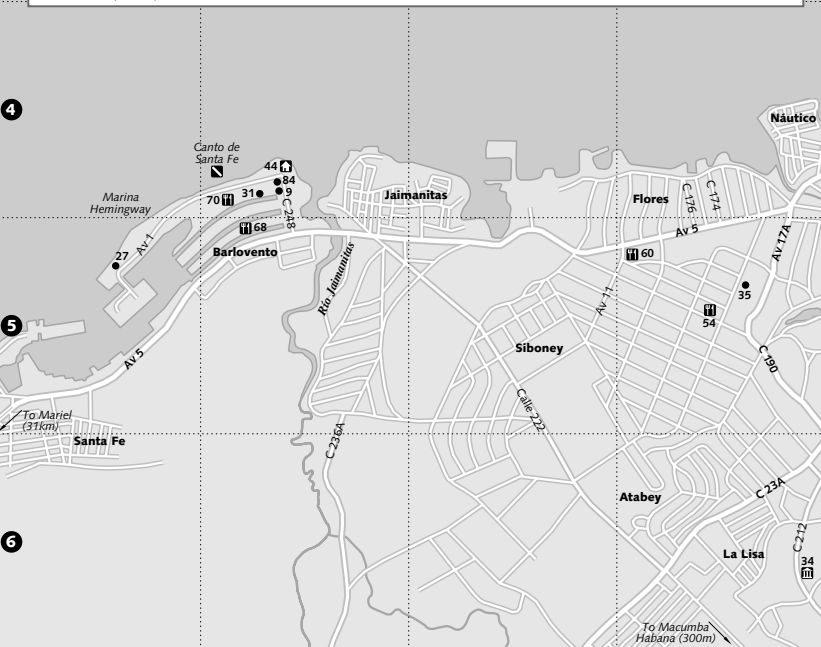 4
Náutico
Canto de
Santa Fe
44
84
9
31
70
C 248
Marina
Hemingway
Jaimanitas
Flores
C 176
C 174
68
Av 5
Av 17A
Av 1
27
Barlovento
60
Río Jaimanitas
35
Av 11
54
5
Siboney
Av 5
C 190
Calle 222
To Mariel
(31km)
Santa Fe
C 236A
C 23A
Atabey
6
C 212
La Lisa
34
To Macumba
Habana (300m)